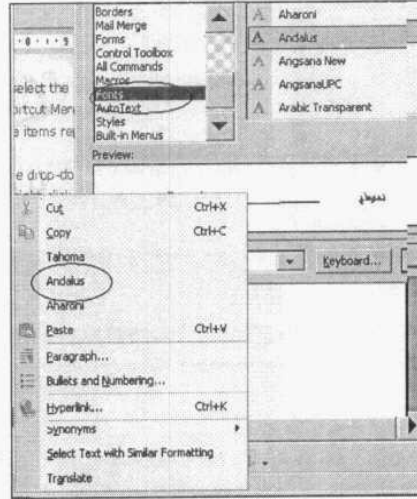 Borders
Mail Merge
Forms
Control Toolbox
All Commands
Macros
Fonts
AutoText
Styles
Built-in Menus
Aharoni
Andalus
Angsana New
AngsanaUPC
Arabic Transparent
select the
ortcut Men
e items re
e drop-do
Preview:
Keyboard...
Cut Ctrl+X
Copy Ctrl+C
Tahoma
Andalus
Aharoni
Paste Ctrl+V
Paragraph...
Bullets and Numbering...
Hyperlink... Ctrl+K
Synonyms
Select Text with Similar Formatting
Translate